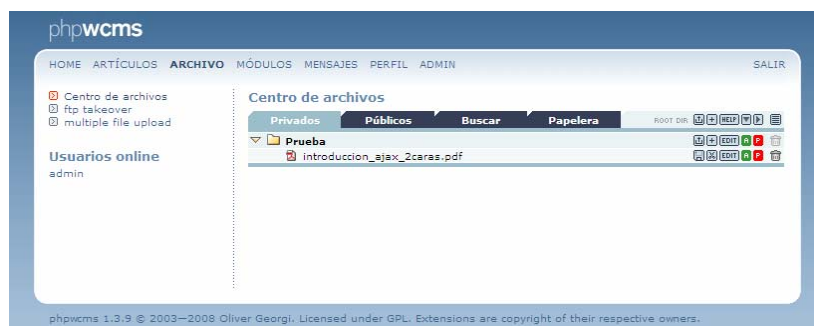 phpwcms
HOME ARTÍCULOS ARCHIVO MÓDULOS MENSAJES PERFIL ADMIN SALIR
Centro de archivos
ftp takeover
multiple file upload
Usuarios online
admin
Centro de archivos
Privados Públicos Buscar Papelera ROOT DIR HELP
Prueba EDIT A P
introduccion_ajax_2caras.pdf EDIT A P
phpwcms 1.3.9 © 2003—2008 Oliver Georgi. Licensed under GPL. Extensions are copyright of their respective owners.